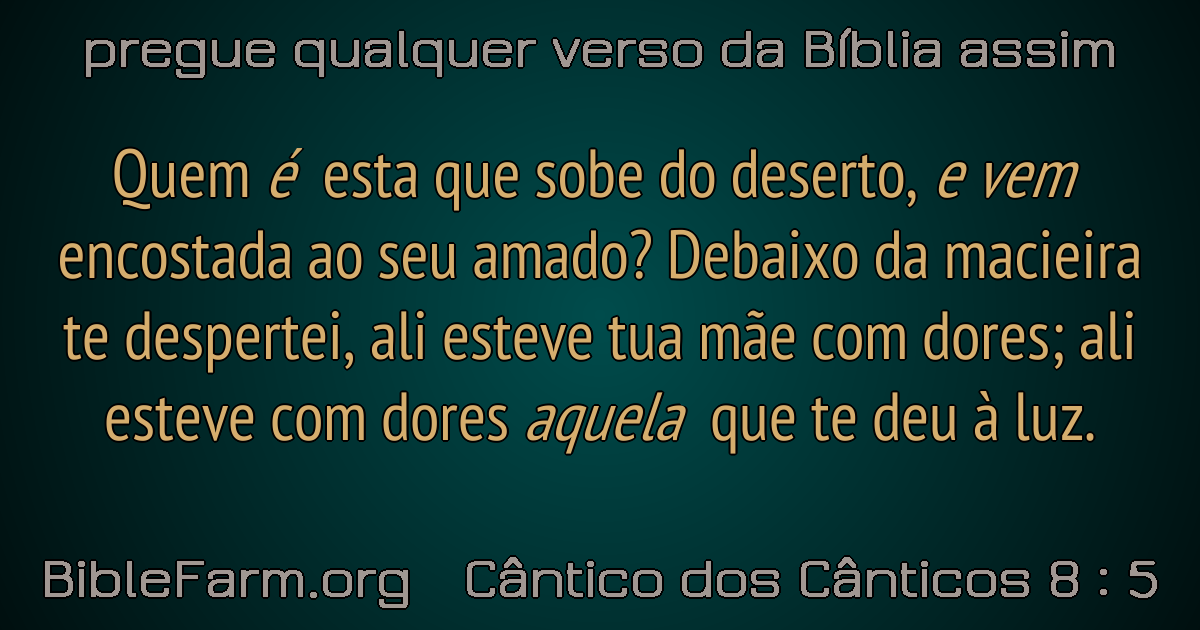 pregue qualquer verso da Bíblia assim
Quem é esta que sobe do deserto, e vem
encostada ao seu amado? Debaixo da macieira
te despertei, ali esteve tua mãe com dores; ali
esteve com dores aquela que te deu à luz.
BibleFarm.org Cântico dos Cânticos 8 : 5